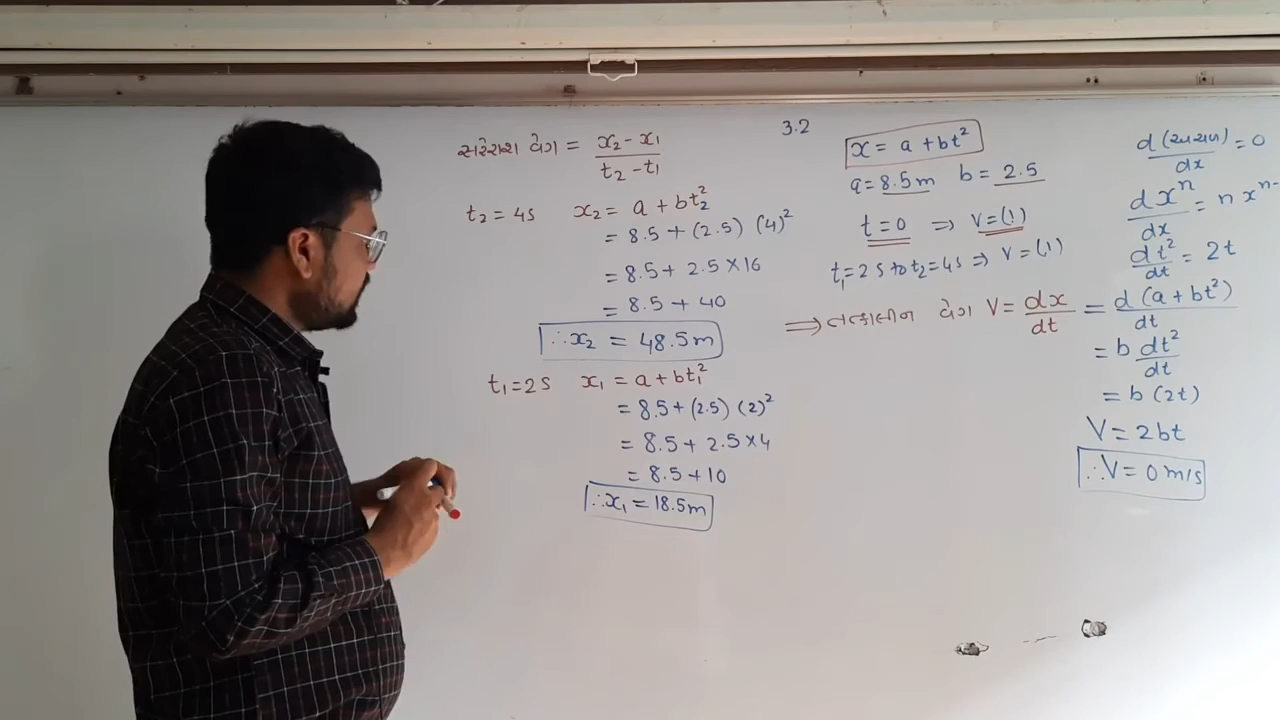 સરેરાશ વેગ = x₂ - x₁ / t₂ - t₁
t₂ = 4s x₂ = a + bt₂²
= 8.5 + (2.5) (4)²
= 8.5 + 2.5 × 16
= 8.5 + 40
∴ x₂ = 48.5m
t₁ = 2s x₁ = a + bt₁²
= 8.5 + (2.5) (2)²
= 8.5 + 2.5 × 4
= 8.5 + 10
∴ x₁ = 18.5m
3.2
x = a + bt²
a = 8.5m b = 2.5
t = 0 ⇒ v = (1)
t₁ = 2s to t₂ = 4s ⇒ v = (1)
⇒ તત્કાલીન વેગ V = dx/dt = d(a + bt²)/dt
= b dt²/dt
= b (2t)
V = 2bt
∴ V = 0 m/s
d(અચળ)/dx = 0
dxⁿ/dx = n xⁿ⁻
dt²/dt = 2t